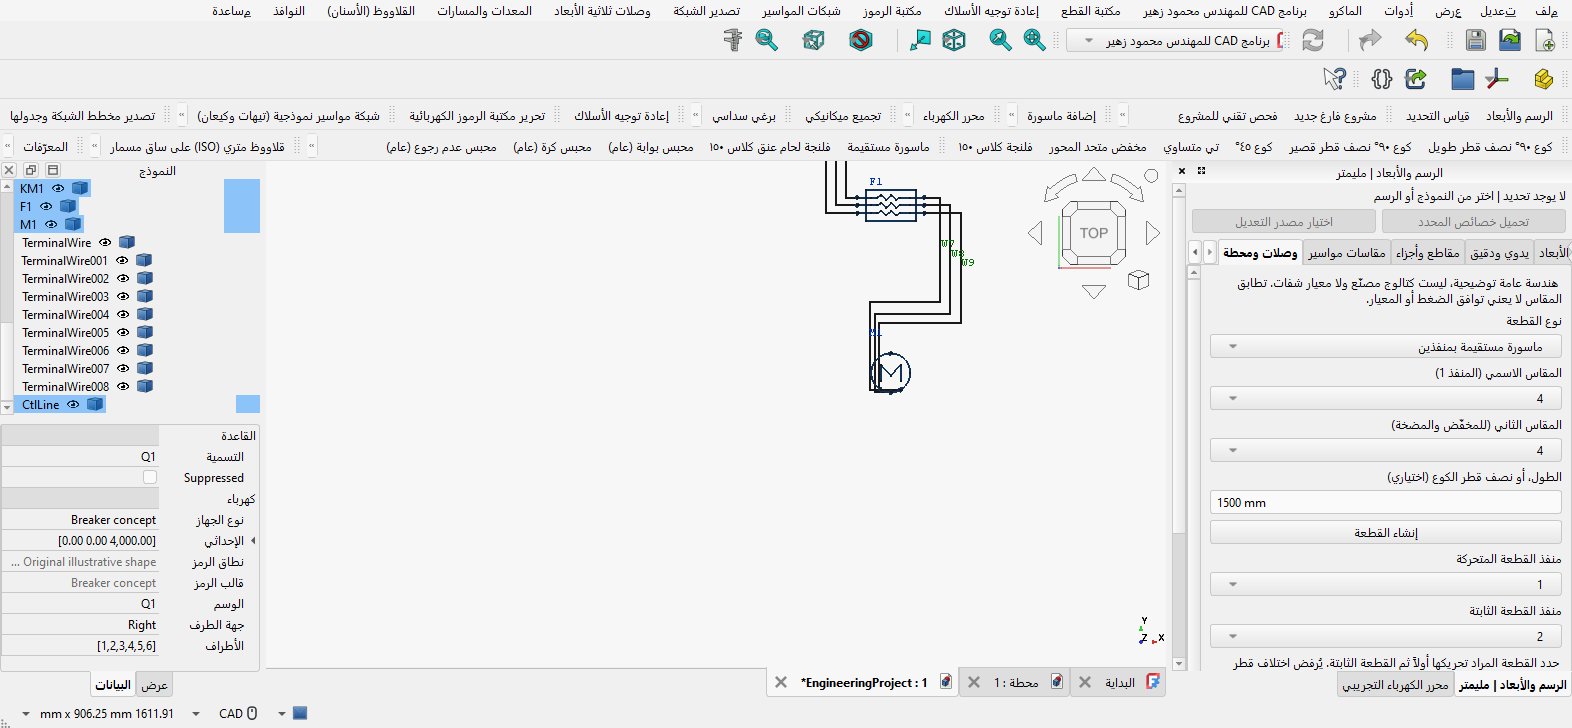 ملف تعديل عرض أدوات الماكرو برنامج CAD للمهندس محمود زهير مكتبة القطع إعادة توجيه الأسلاك مكتبة الرموز شبكات المواسير تصدير الشبكة وصلات ثلاثية الأبعاد المعدات والمسارات القلاووظ (الأسنان) النوافذ مساعدة
برنامج CAD للمهندس محمود زهير
الرسم والأبعاد قياس التحديد مشروع فارغ جديد فحص تقني للمشروع » إضافة ماسورة » محرر الكهرباء » تجميع ميكانيكي برغي سداسي » إعادة توجيه الأسلاك تحرير مكتبة الرموز الكهربائية شبكة مواسير نموذجية (تيهات وكيعان) » تصدير مخطط الشبكة وجدولها
كوع ٩٠° نصف قطر طويل كوع ٩٠° نصف قطر قصير كوع ٤٥° تي متساوي مخفض متحد المحور فلنجة كلاس ١٥٠ ماسورة مستقيمة فلنجة لحام عنق كلاس ١٥٠ محبس بوابة (عام) محبس كرة (عام) محبس عدم رجوع (عام) » قلاووظ متري (ISO) على ساق مسمار » المعرّفات »
النموذج
KM1
F1
M1
TerminalWire
TerminalWire001
TerminalWire002
TerminalWire003
TerminalWire004
TerminalWire005
TerminalWire006
TerminalWire007
TerminalWire008
CtlLine
القاعدة
التسمية Q1
Suppressed
كهرباء
نوع الجهاز Breaker concept
الإحداثي [0.00 0.00 4,000.00]
نطاق الرمز Original illustrative shape ...
قالب الرمز Breaker concept
الوسم Q1
جهة الطرف Right
الأطراف [1,2,3,4,5,6]
عرض البيانات
F1
W7
W8
W9
M
TOP
Y
Z X
البداية
محطة : 1
EngineeringProject : 1*
الرسم والأبعاد | مليمتر
لا يوجد تحديد | اختر من النموذج أو الرسم
تحميل خصائص المحدد اختيار مصدر التعديل
الأبعاد يدوي ودقيق مقاطع وأجزاء مقاسات مواسير وصلات ومحطة
هندسة عامة توضيحية، ليست كتالوج مصنّع ولا معيار شفات. تطابق
المقاس لا يعني توافق الضغط أو المعيار.
نوع القطعة
ماسورة مستقيمة بمنفذين
المقاس الاسمي (المنفذ 1)
4
المقاس الثاني (للمخفّض والمضخة)
4
الطول، أو نصف قطر الكوع (اختياري)
1500 mm
إنشاء القطعة
منفذ القطعة المتحركة
1
منفذ القطعة الثابتة
2
حدد القطعة المراد تحريكها أولاً ثم القطعة الثابتة. يُرفض اختلاف قطر
الرسم والأبعاد | مليمتر محرر الكهرباء التجريبي
mm x 906.25 mm 1611.91 CAD